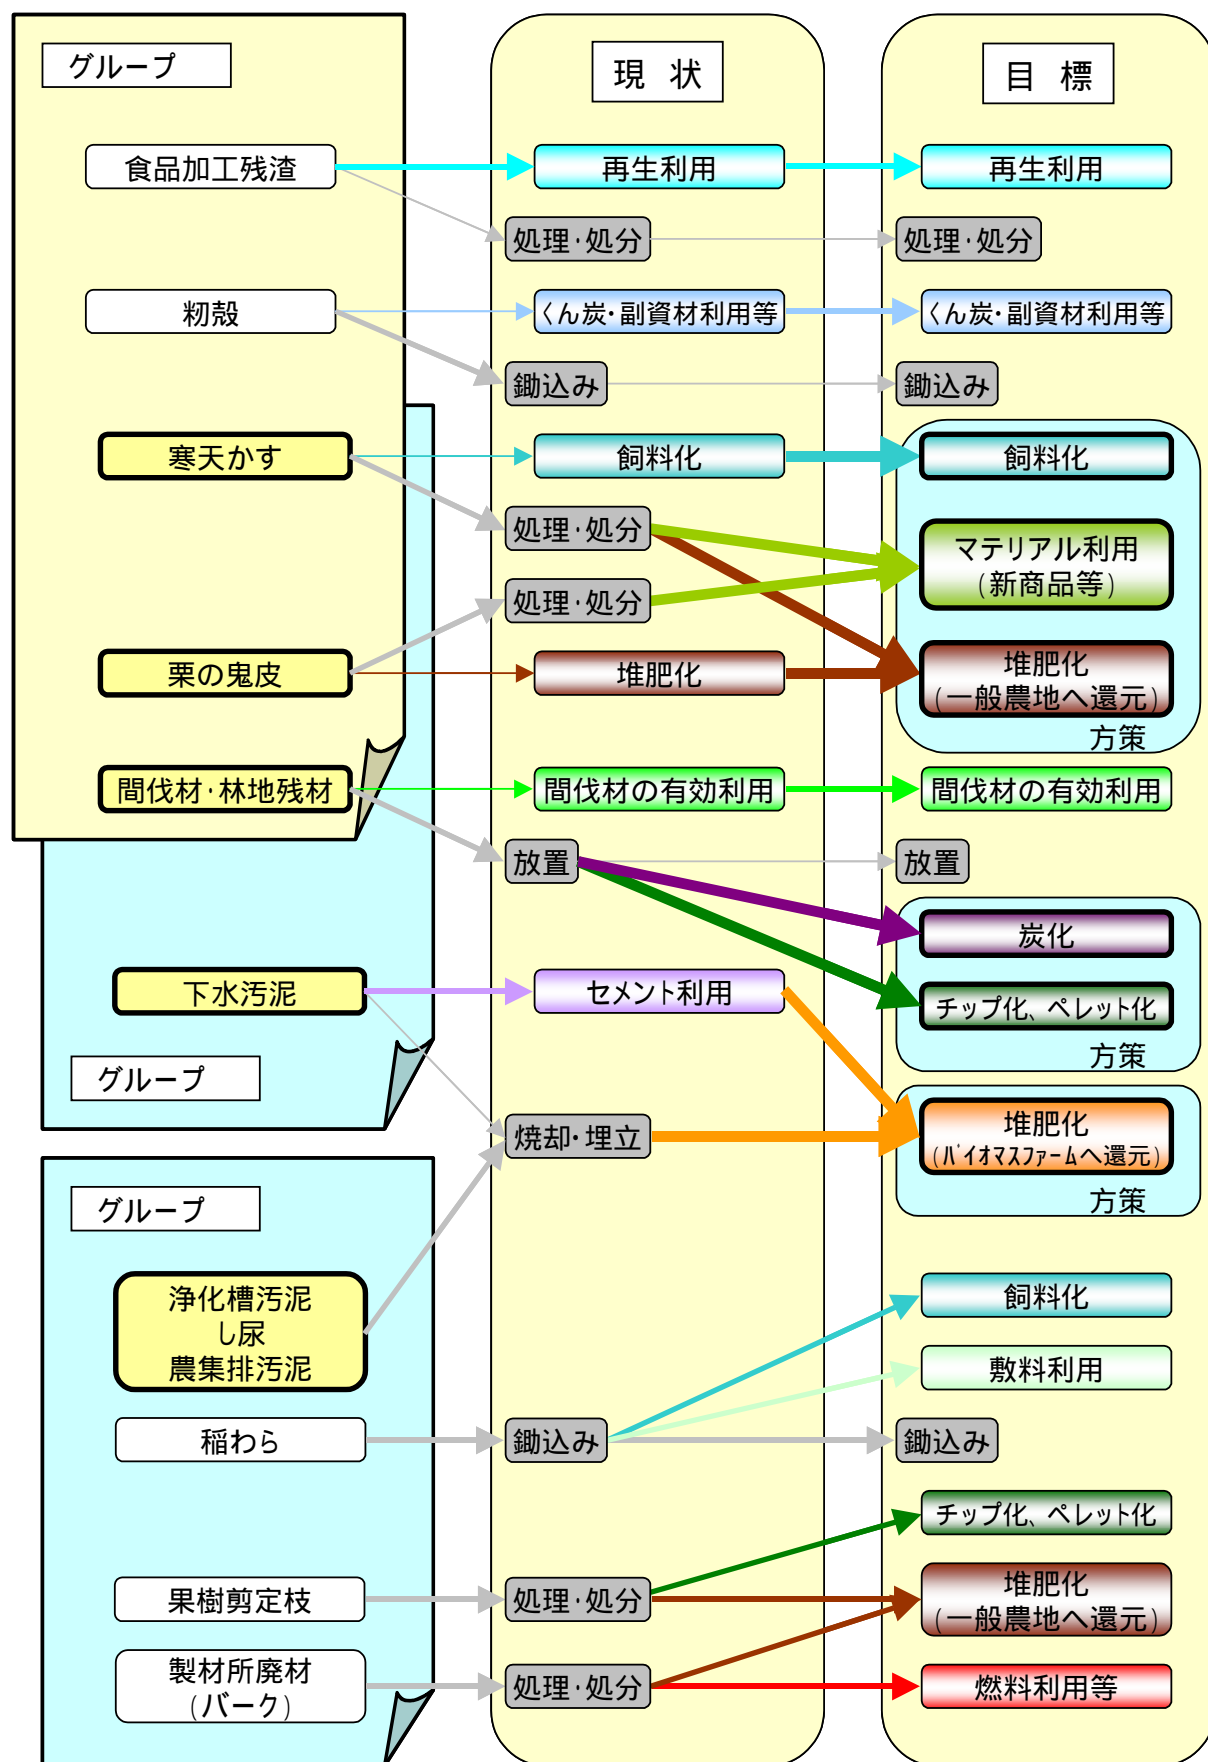 グループ
現 状
目 標
食品加工残渣
再生利用
再生利用
処理・処分
処理・処分
籾殻
くん炭・副資材利用等
くん炭・副資材利用等
鋤込み
鋤込み
寒天かす
飼料化
飼料化
処理・処分
マテリアル利用
(新商品等)
処理・処分
栗の鬼皮
堆肥化
堆肥化
(一般農地へ還元)
方策
間伐材・林地残材
間伐材の有効利用
間伐材の有効利用
放置
放置
炭化
下水汚泥
セメント利用
チップ化、ペレット化
方策
グループ
焼却・埋立
堆肥化
(バイオマスファームへ還元)
方策
グループ
浄化槽汚泥
し尿
農集排汚泥
飼料化
敷料利用
稲わら
鋤込み
鋤込み
チップ化、ペレット化
果樹剪定枝
処理・処分
堆肥化
(一般農地へ還元)
製材所廃材
(バーク)
処理・処分
燃料利用等